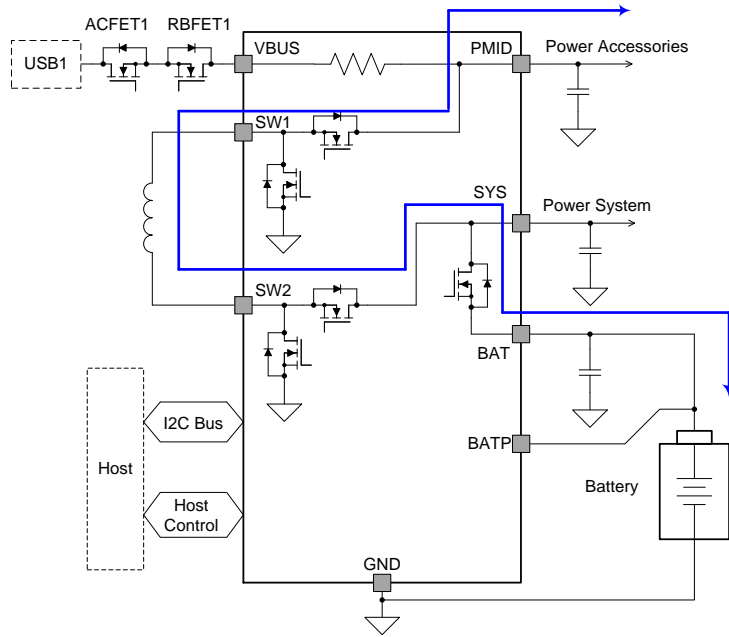 ACFET1
RBFET1
USB1
VBUS
PMID
Power Accessories
SW1
SYS
Power System
SW2
BAT
I2C Bus
BATP
Host
Battery
Host
Control
GND